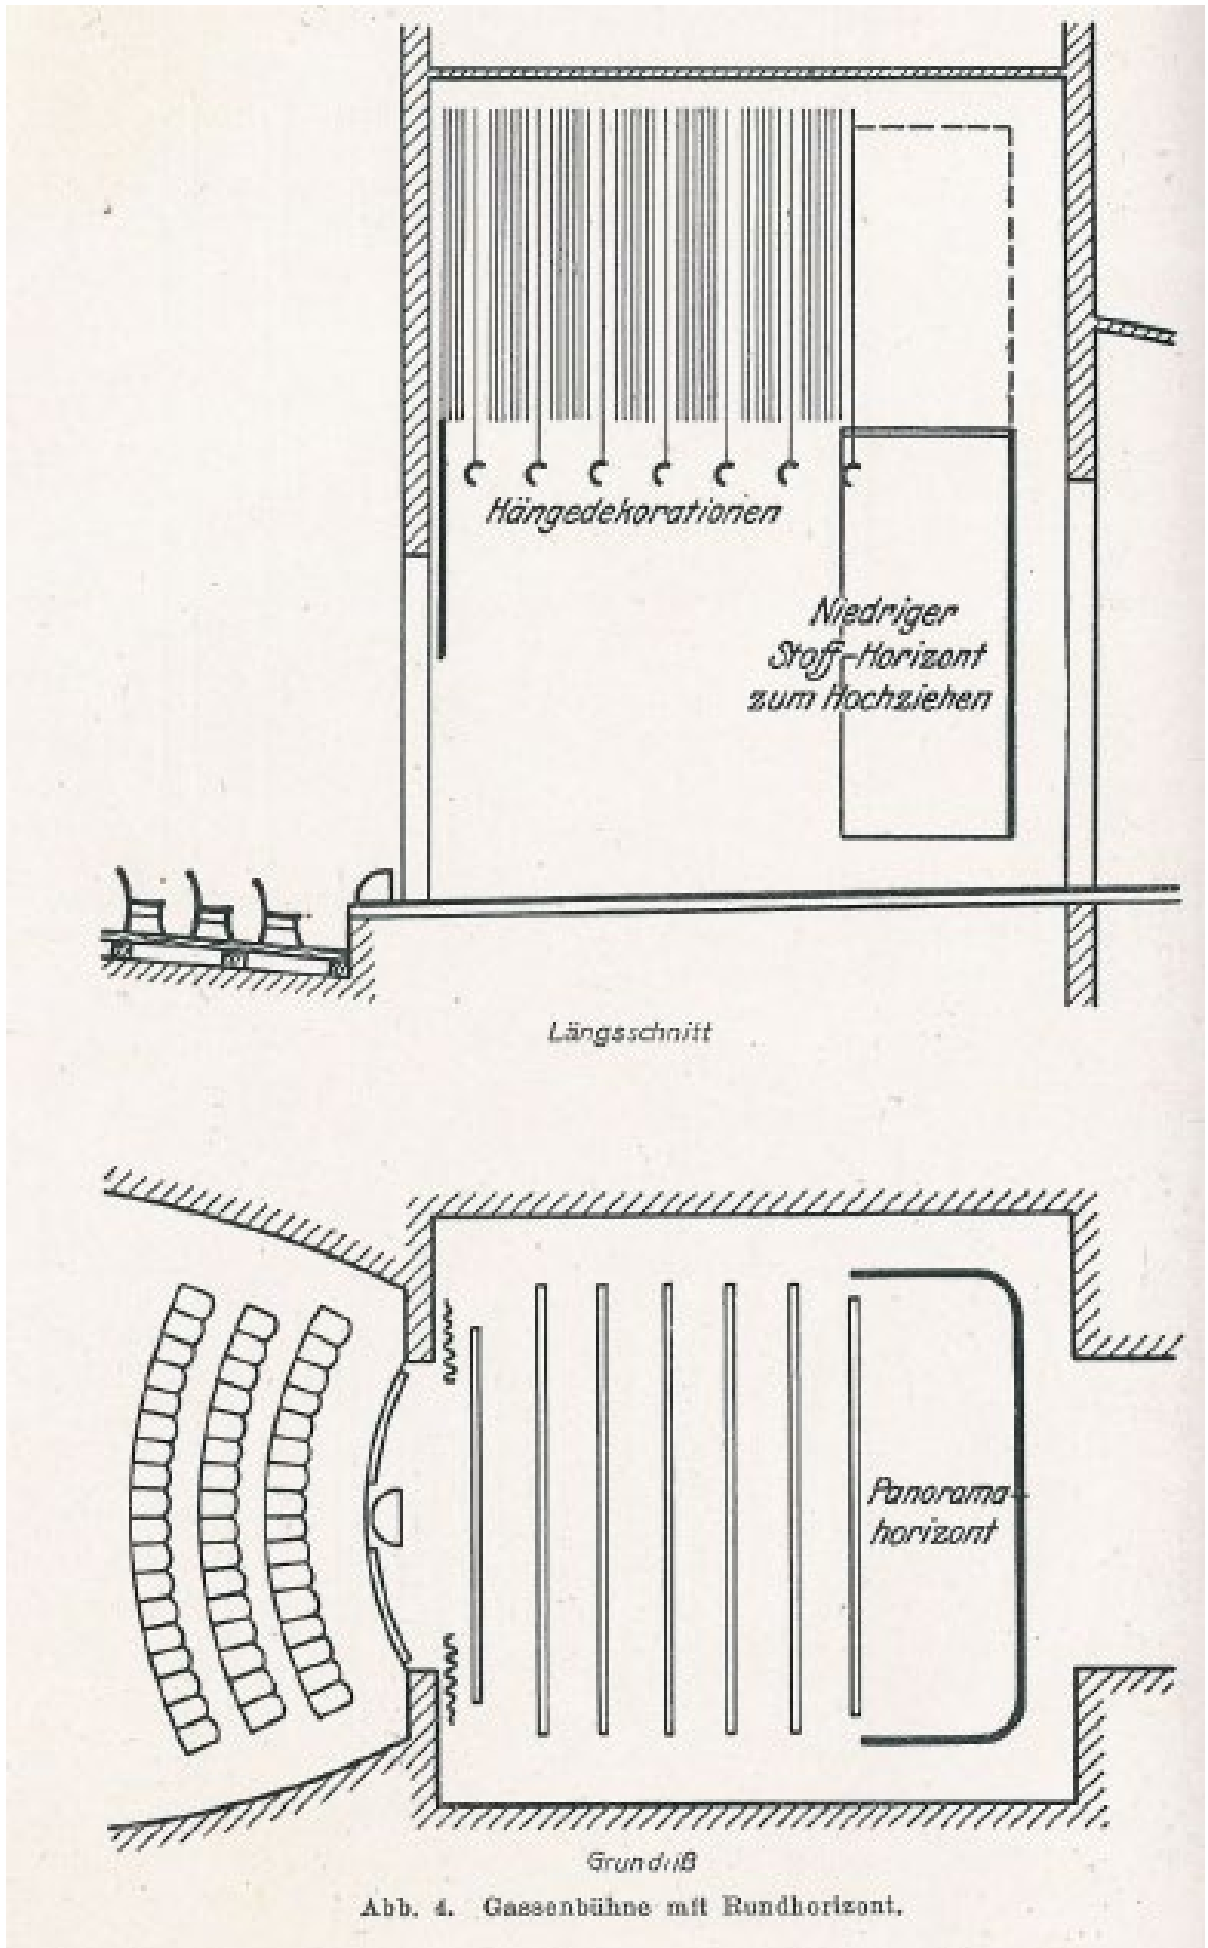 Hängedekorationen
Niedriger
Stoff-Horizont
zum Hochziehen
Längsschnitt
Panorama-
horizont
Grundriß
Abb. 4. Gassenbühne mit Rundhorizont.